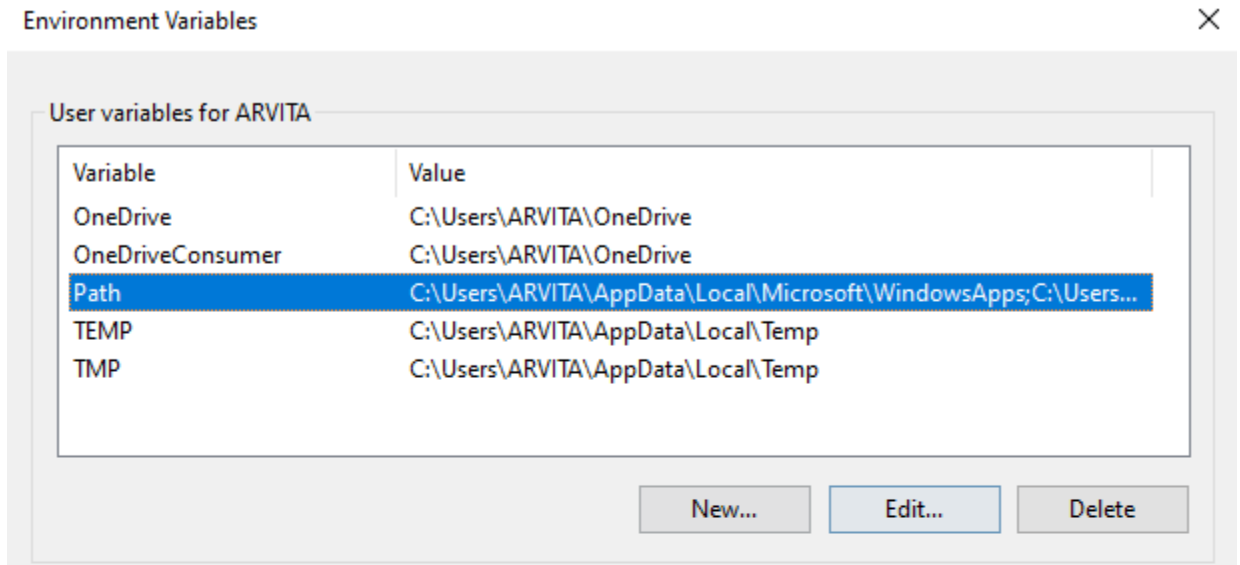 Environment Variables
User variables for ARVITA
Variable Value
OneDrive C:\Users\ARVITA\OneDrive
OneDriveConsumer C:\Users\ARVITA\OneDrive
Path C:\Users\ARVITA\AppData\Local\Microsoft\WindowsApps;C:\Users...
TEMP C:\Users\ARVITA\AppData\Local\Temp
TMP C:\Users\ARVITA\AppData\Local\Temp
New... Edit... Delete